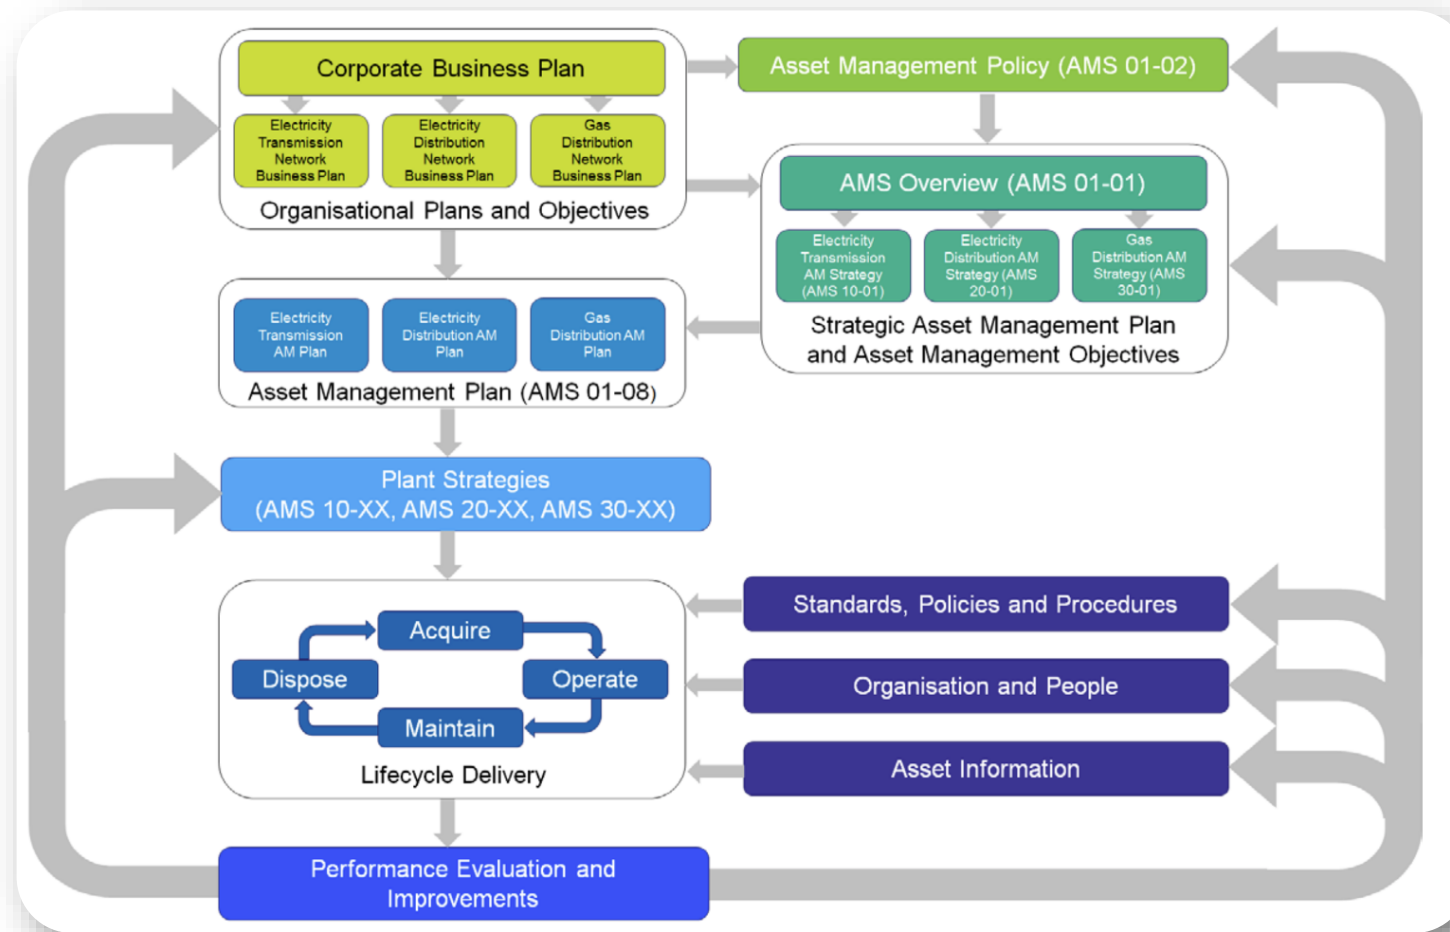 Corporate Business Plan
Electricity
Transmission
Network
Business Plan
Electricity
Distribution
Network
Business Plan
Gas
Distribution
Network
Business Plan
Organisational Plans and Objectives
Asset Management Policy (AMS 01-02)
AMS Overview (AMS 01-01)
Electricity
Transmission
AM Strategy
(AMS 10-01)
Electricity
Distribution AM
Strategy (AMS
20-01)
Gas
Distribution AM
Strategy (AMS
30-01)
Strategic Asset Management Plan
and Asset Management Objectives
Electricity
Transmission
AM Plan
Electricity
Distribution AM
Plan
Gas
Distribution AM
Plan
Asset Management Plan (AMS 01-08)
Plant Strategies
(AMS 10-XX, AMS 20-XX, AMS 30-XX)
Acquire
Dispose
Operate
Maintain
Lifecycle Delivery
Standards, Policies and Procedures
Organisation and People
Asset Information
Performance Evaluation and
Improvements